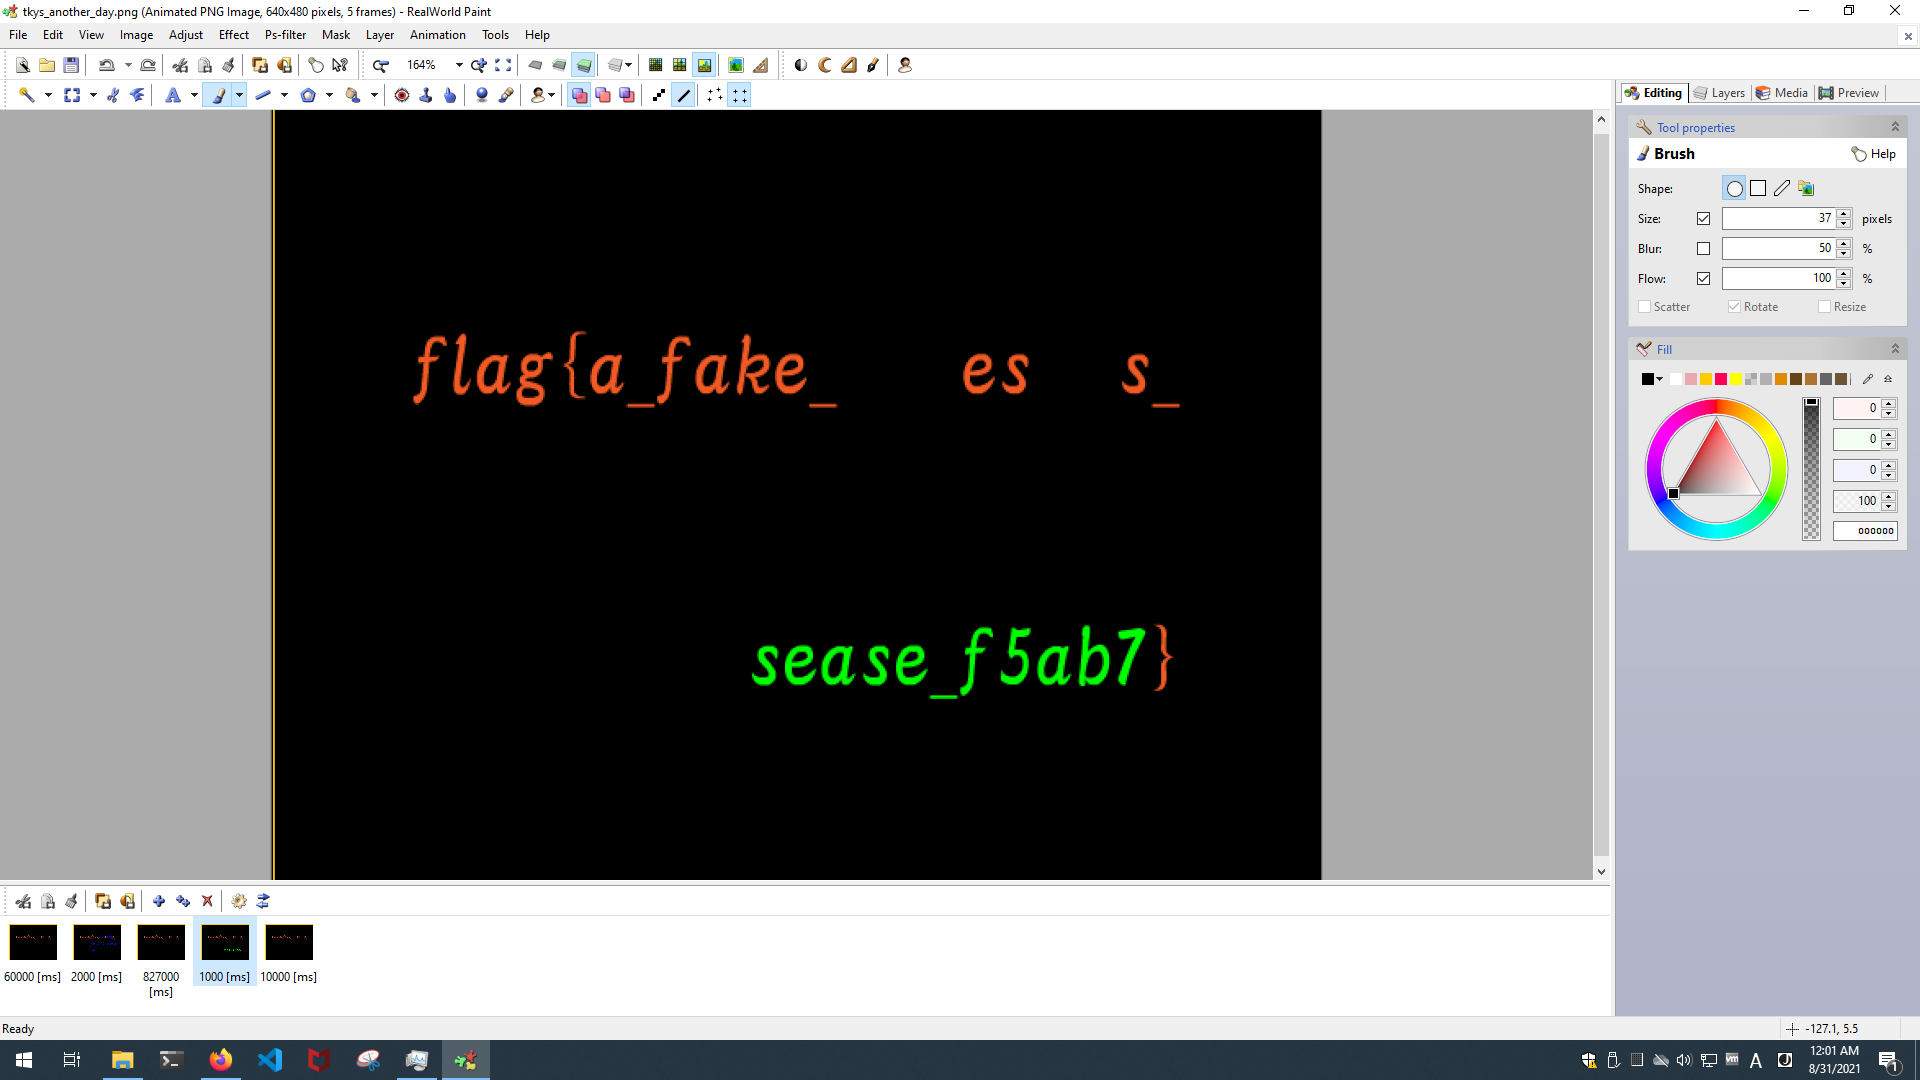 tkys_another_day.png (Animated PNG Image, 640x480 pixels, 5 frames) - RealWorld Paint
File Edit View Image Adjust Effect Ps-filter Mask Layer Animation Tools Help
164%
Editing Layers Media Preview
Tool properties
Brush Help
Shape:
Size: 37 pixels
Blur: 50 %
Flow: 100 %
Scatter Rotate Resize
Fill
0
0
0
100
000000
flag{a_fake_ es s_
sease_f5ab7}
60000 [ms] 2000 [ms] 827000 [ms] 1000 [ms] 10000 [ms]
Ready
-127.1, 5.5
12:01 AM
8/31/2021
1